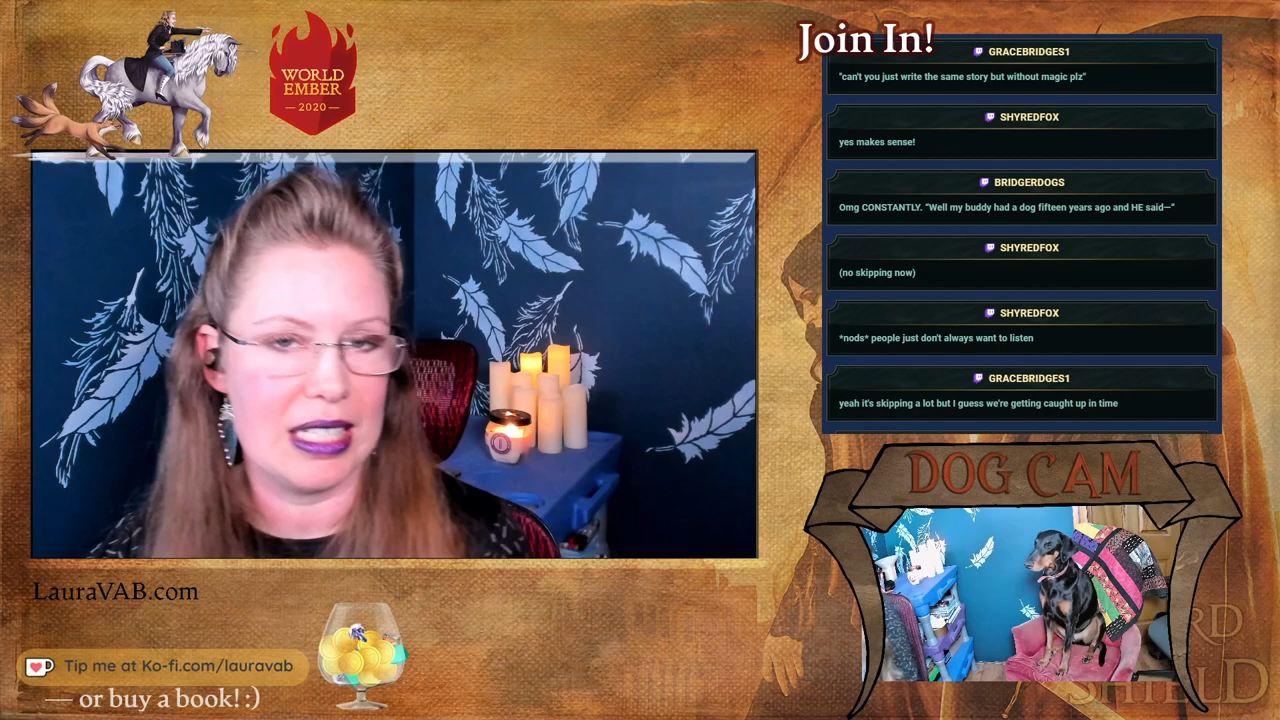 WORLD
EMBER
— 2020 —
Join In!
GRACEBRIDGES1
"can't you just write the same story but without magic plz"
SHYREDFOX
yes makes sense!
BRIDGERDOGS
Omg CONSTANTLY. "Well my buddy had a dog fifteen years ago and HE said—"
SHYREDFOX
(no skipping now)
SHYREDFOX
*nods* people just don't always want to listen
GRACEBRIDGES1
yeah it's skipping a lot but I guess we're getting caught up in time
DOG CAM
LauraVAB.com
Tip me at Ko-fi.com/lauravab
— or buy a book! :)
SHIELD